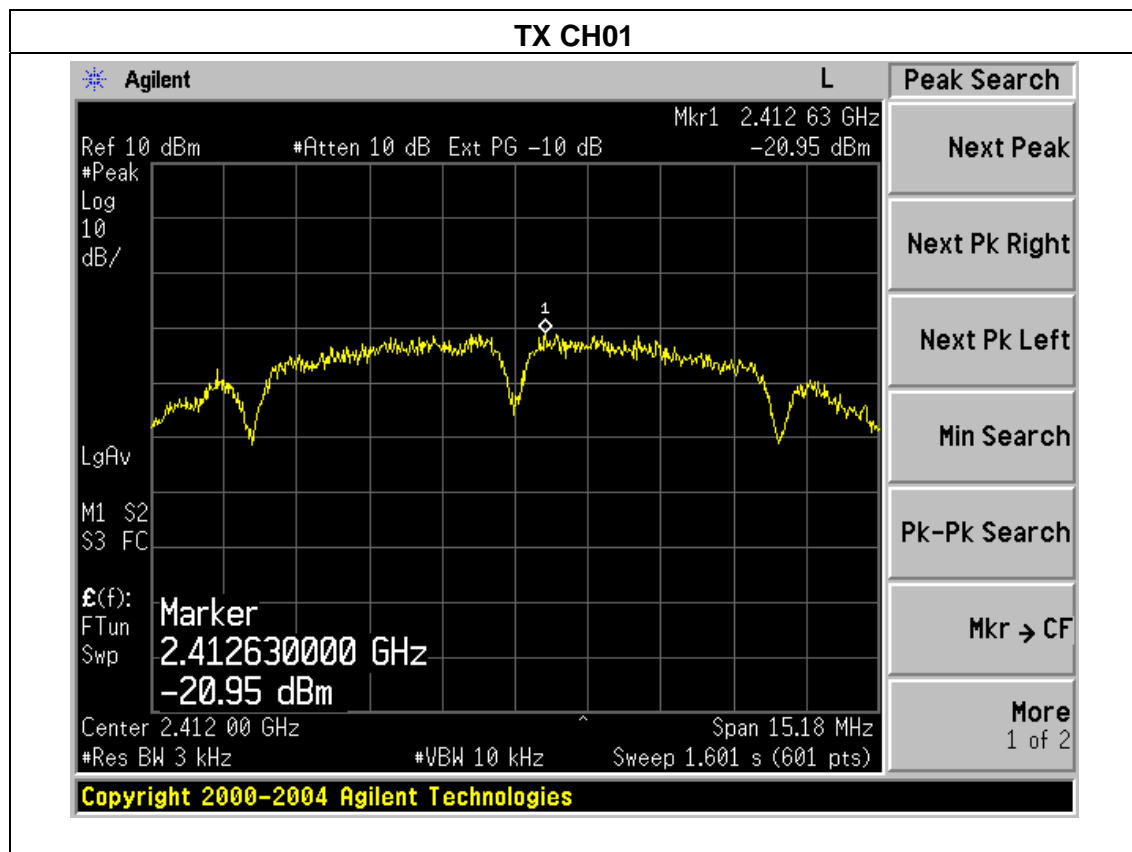 TX CH01
Agilent L Peak Search
Mkr1 2.412 63 GHz
Ref 10 dBm #Atten 10 dB Ext PG -10 dB -20.95 dBm
#Peak
Log
10
dB/
1
LgAv
M1 S2
S3 FC
£(f):
FTun
Swp
Marker
2.412630000 GHz
-20.95 dBm
Center 2.412 00 GHz ^ Span 15.18 MHz
#Res BW 3 kHz #VBW 10 kHz Sweep 1.601 s (601 pts)
Copyright 2000-2004 Agilent Technologies
Next Peak
Next Pk Right
Next Pk Left
Min Search
Pk-Pk Search
Mkr → CF
More
1 of 2